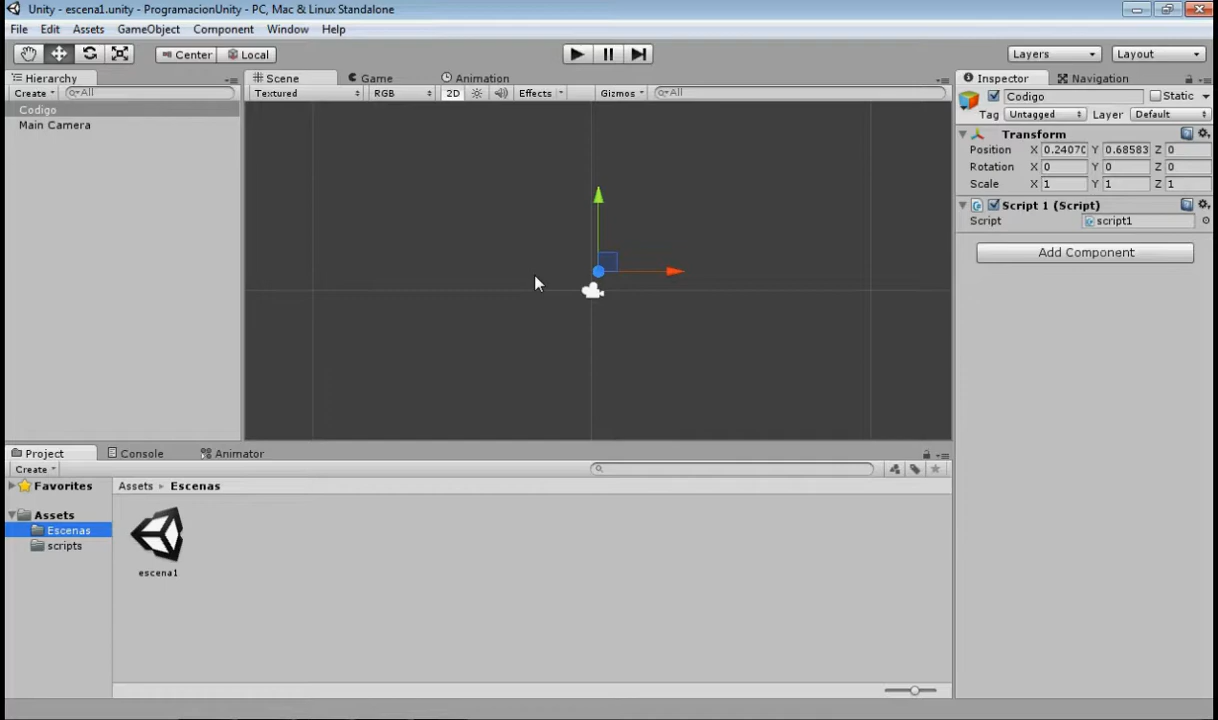 Unity - escena1.unity - ProgramacionUnity - PC, Mac & Linux Standalone
File Edit Assets GameObject Component Window Help
Center Local Layers Layout
Hierarchy Scene Game Animation Inspector Navigation
Create All Textured RGB 2D Effects Gizmos All Codigo Static
Codigo Tag Untagged Layer Default
Main Camera Transform
Position X 0.2407 Y 0.68583 Z 0
Rotation X 0 Y 0 Z 0
Scale X 1 Y 1 Z 1
Script 1 (Script)
Script script1
Add Component
Project Console Animator
Create
Favorites Assets Escenas
Assets
Escenas
scripts
escena1